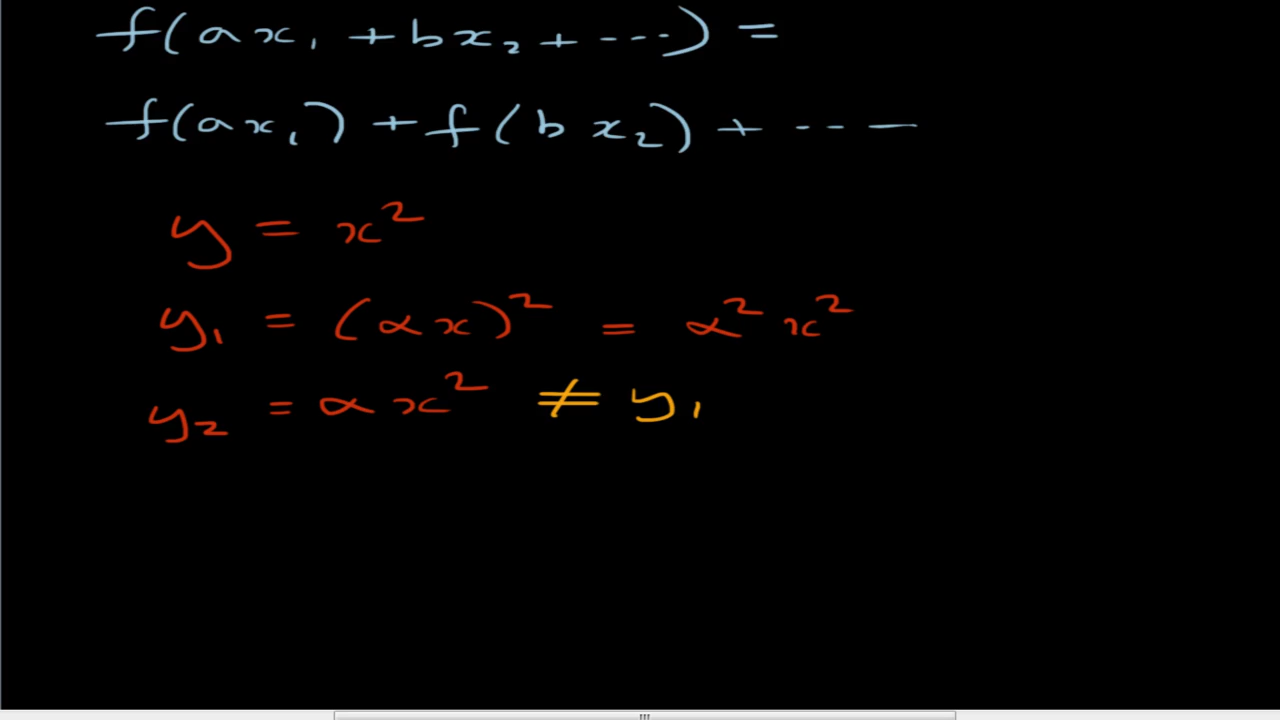 f(ax₁ + bx₂ + ---) =
f(ax₁) + f(bx₂) + ---
y = x²
y₁ = (αx)² = α²x²
y₂ = αx² ≠ y₁